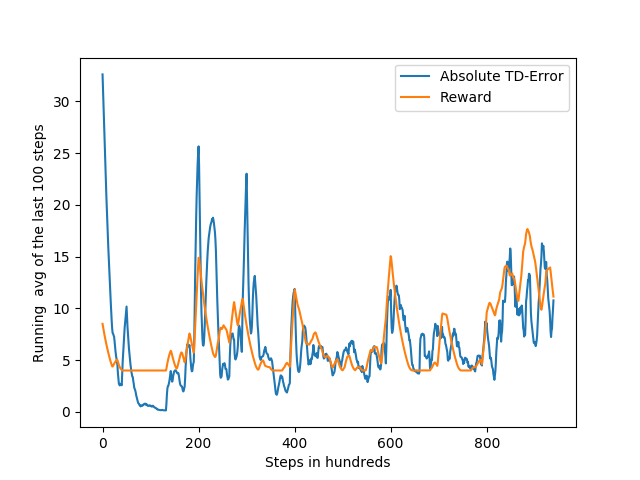 Absolute TD-Error
Reward
30
25
20
15
10
5
0
Running  avg of the last 100 steps
0 200 400 600 800
Steps in hundreds